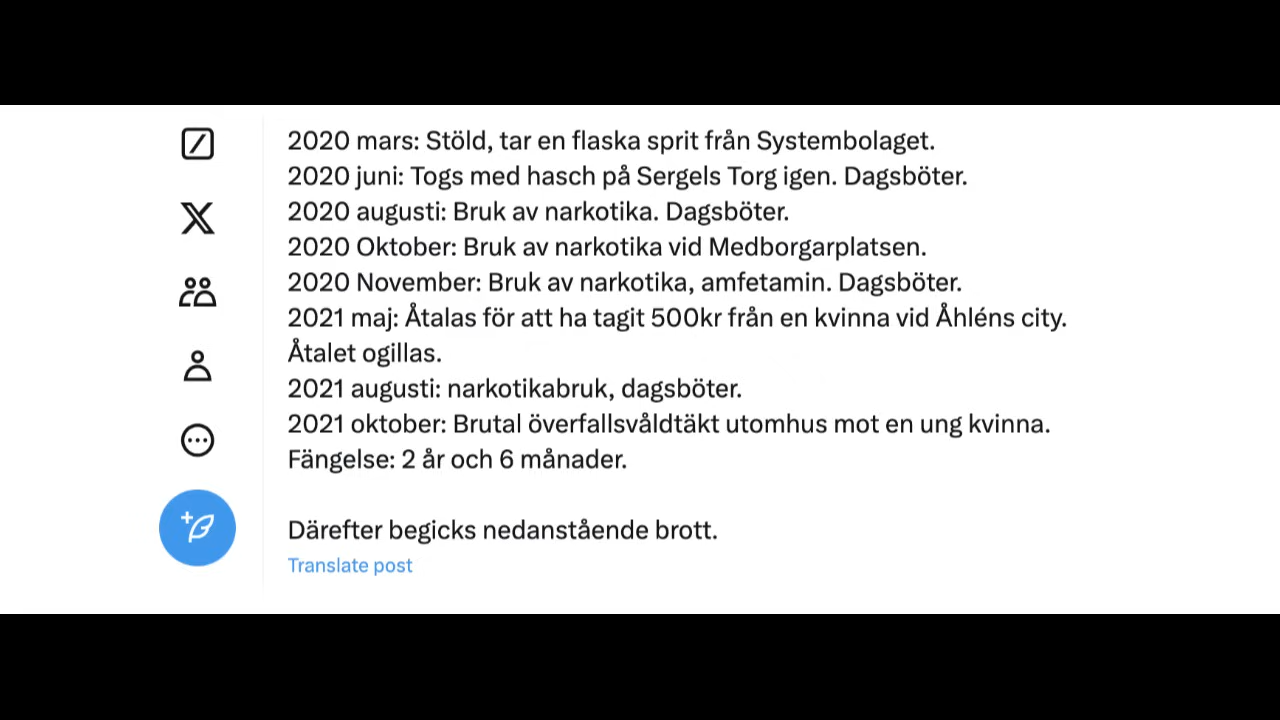 2020 mars: Stöld, tar en flaska sprit från Systembolaget.
2020 juni: Togs med hasch på Sergels Torg igen. Dagsböter.
2020 augusti: Bruk av narkotika. Dagsböter.
2020 Oktober: Bruk av narkotika vid Medborgarplatsen.
2020 November: Bruk av narkotika, amfetamin. Dagsböter.
2021 maj: Åtalas för att ha tagit 500kr från en kvinna vid Åhléns city.
Åtalet ogillas.
2021 augusti: narkotikabruk, dagsböter.
2021 oktober: Brutal överfallsvåldtäkt utomhus mot en ung kvinna.
Fängelse: 2 år och 6 månader.
Därefter begicks nedanstående brott.
Translate post